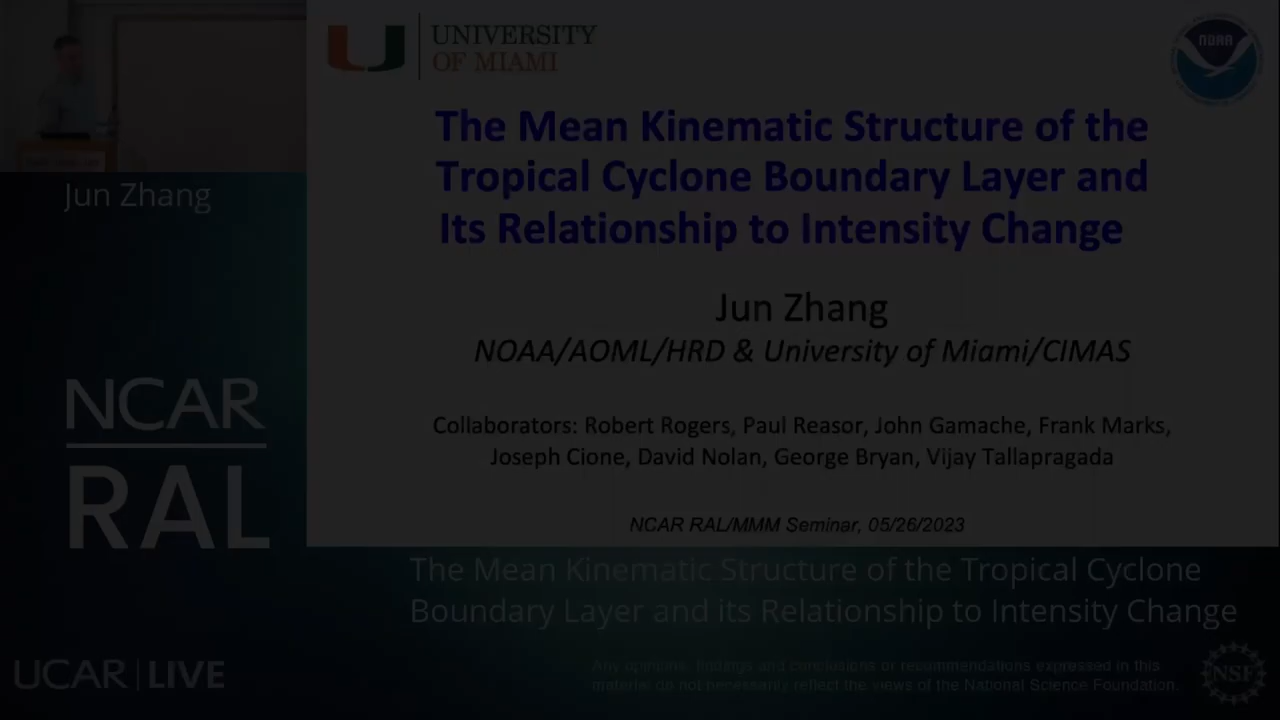 UNIVERSITY
OF MIAMI
NOAA
The Mean Kinematic Structure of the
Tropical Cyclone Boundary Layer and
Its Relationship to Intensity Change
Jun Zhang
Jun Zhang
NOAA/AOML/HRD & University of Miami/CIMAS
Collaborators: Robert Rogers, Paul Reasor, John Gamache, Frank Marks,
Joseph Cione, David Nolan, George Bryan, Vijay Tallapragada
NCAR
RAL
NCAR RAL/MMM Seminar, 05/26/2023
The Mean Kinematic Structure of the Tropical Cyclone
Boundary Layer and its Relationship to Intensity Change
UCAR | LIVE
Any opinions, findings and conclusions or recommendations expressed in this
material do not necessarily reflect the views of the National Science Foundation.
NSF